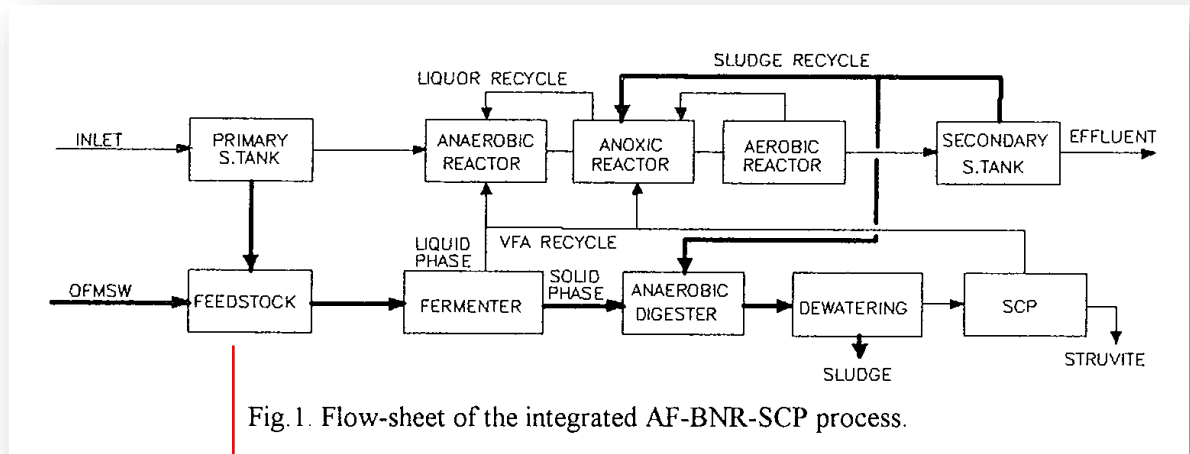 SLUDGE RECYCLE
LIQUOR RECYCLE
INLET
PRIMARY
S.TANK
ANAEROBIC
REACTOR
ANOXIC
REACTOR
AEROBIC
REACTOR
SECONDARY
S.TANK
EFFLUENT
LIQUID
PHASE
VFA RECYCLE
OFMSW
FEEDSTOCK
FERMENTER
SOLID
PHASE
ANAEROBIC
DIGESTER
DEWATERING
SCP
SLUDGE
STRUVITE
Fig.1. Flow-sheet of the integrated AF-BNR-SCP process.